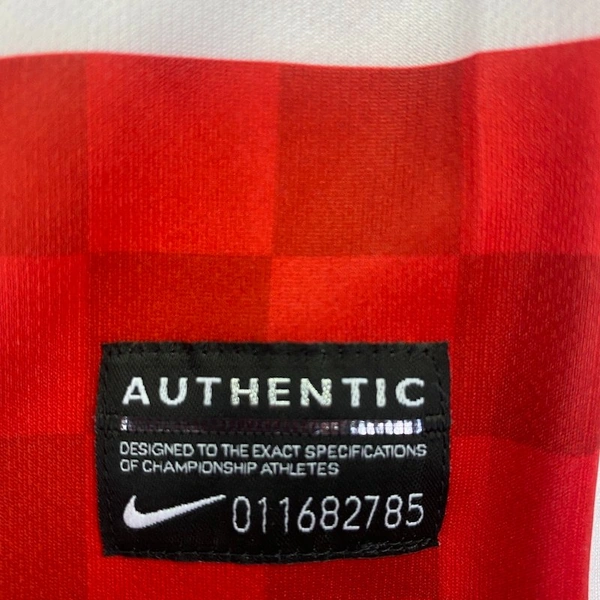 AUTHENTIC
DESIGNED TO THE EXACT SPECIFICATIONS
OF CHAMPIONSHIP ATHLETES
011682785